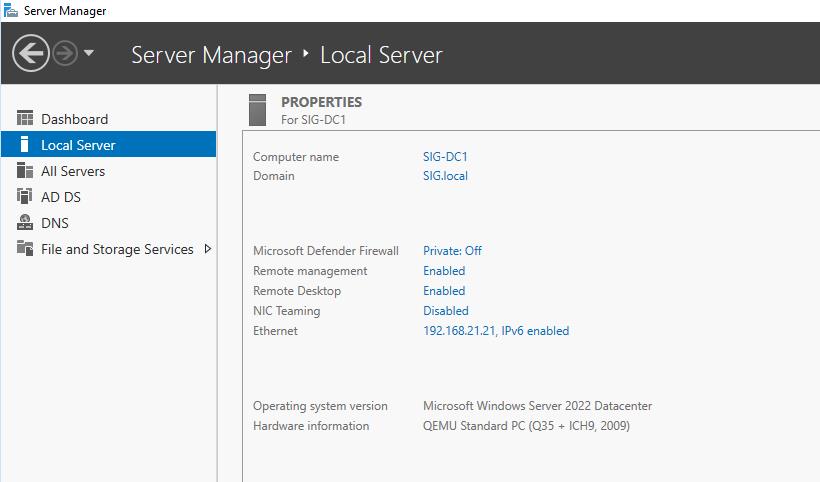 Server Manager
Server Manager ‣ Local Server
Dashboard
Local Server
All Servers
AD DS
DNS
File and Storage Services
PROPERTIES
For SIG-DC1
Computer name SIG-DC1
Domain SIG.local
Microsoft Defender Firewall Private: Off
Remote management Enabled
Remote Desktop Enabled
NIC Teaming Disabled
Ethernet 192.168.21.21, IPv6 enabled
Operating system version Microsoft Windows Server 2022 Datacenter
Hardware information QEMU Standard PC (Q35 + ICH9, 2009)